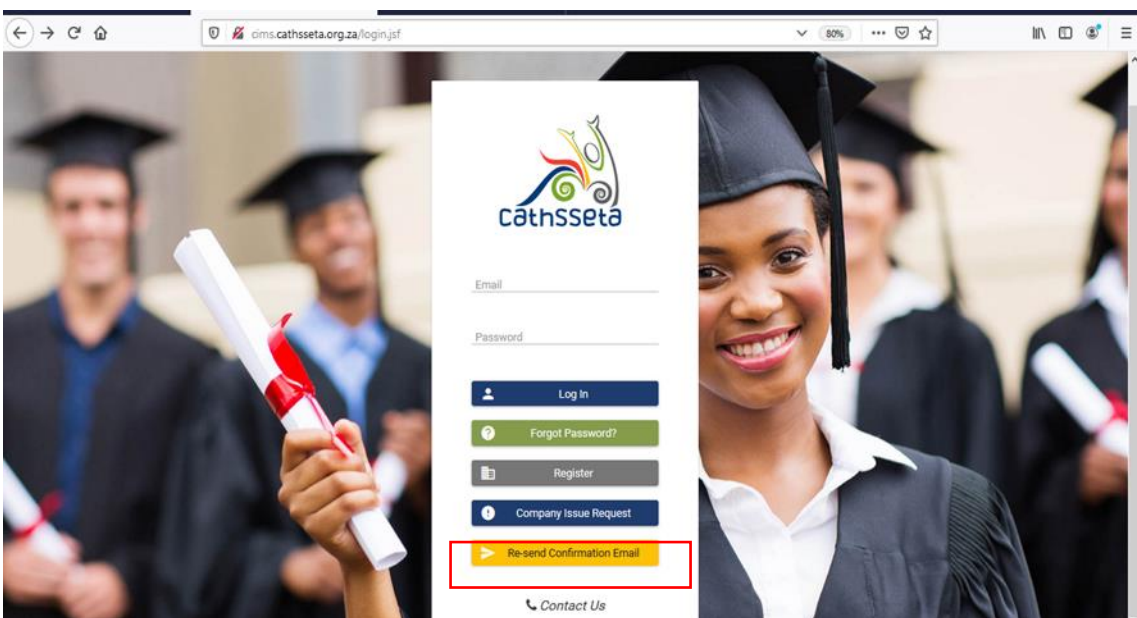 cims.cathsseta.org.za/login.jsf
80%
cathsseta
Email
Password
Log In
Forgot Password?
Register
Company Issue Request
Re-send Confirmation Email
Contact Us